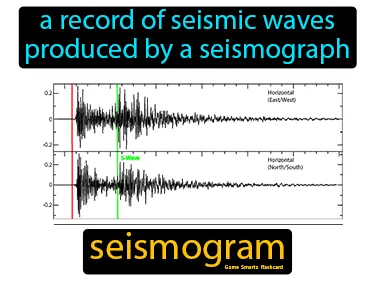 a record of seismic waves
produced by a seismograph
0.2
Horizontal
(East/West)
0
-0.2
0.2
S-Wave
Horizontal
(North/South)
0
-0.2
seismogram
Game Smartz flashcard